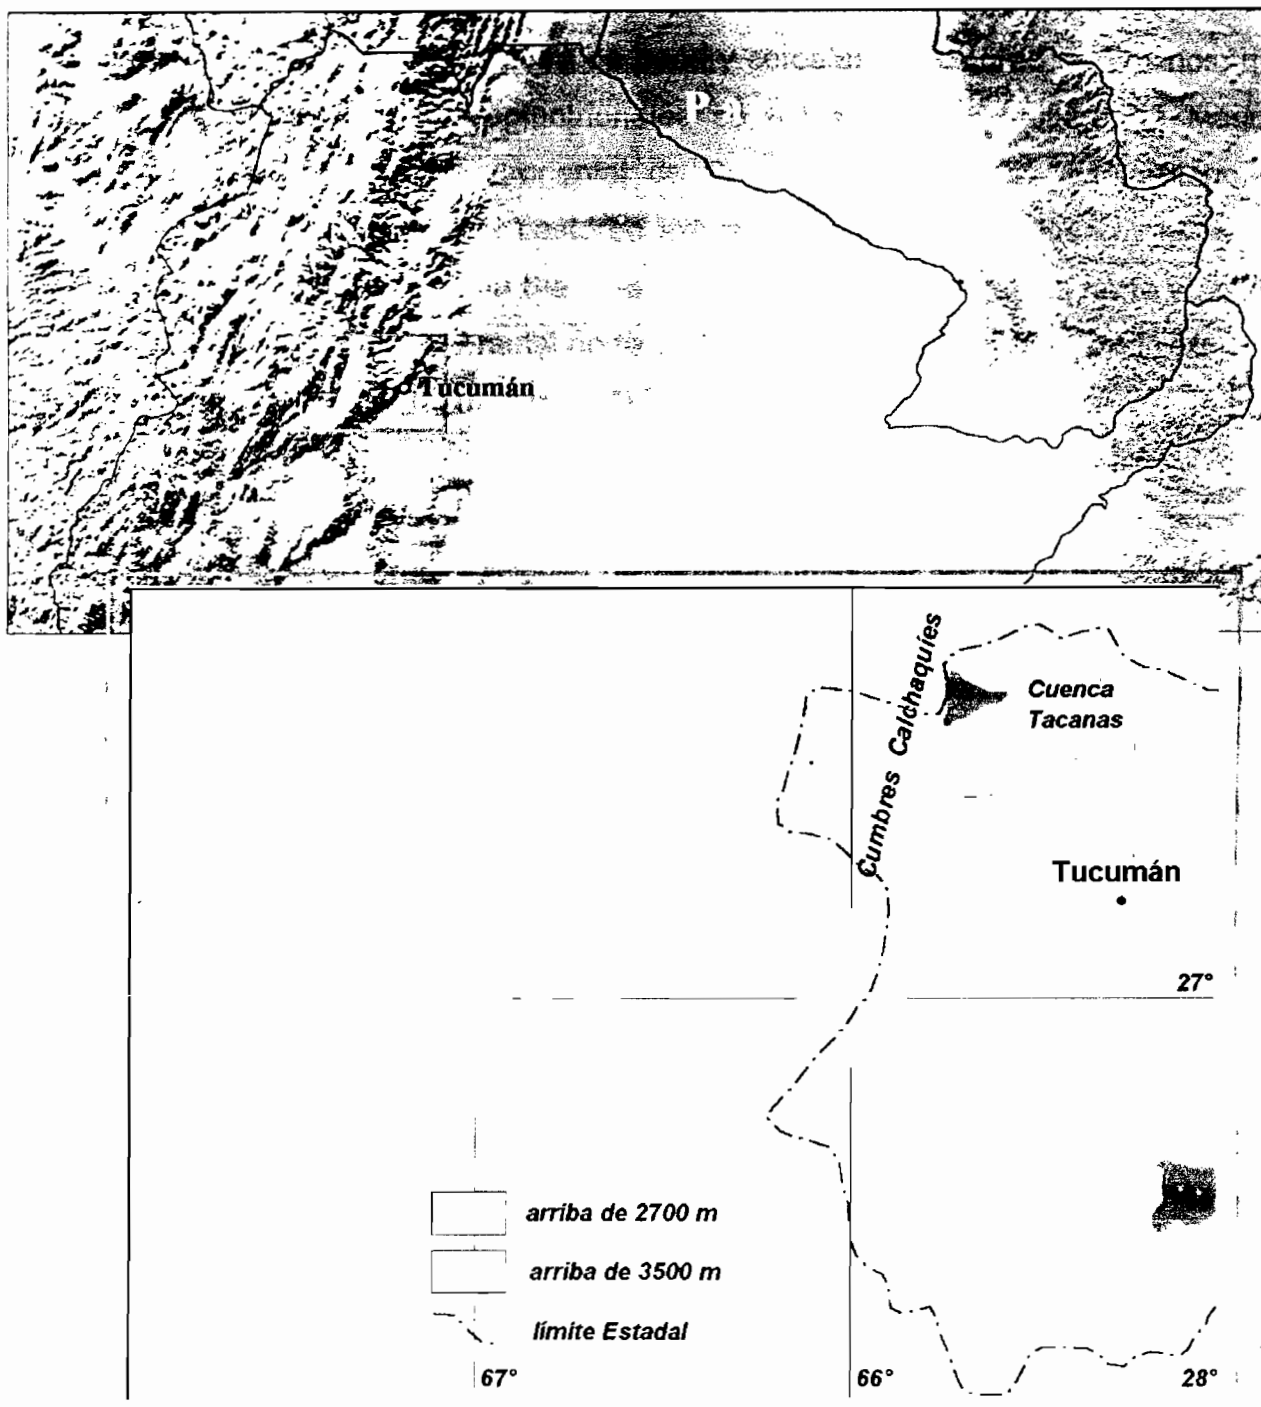 Tucumán
Cumbres Calchaquíes
Cuenca
Tacanas
Tucumán
27°
arriba de 2700 m
arriba de 3500 m
límite Estadal
67°
66°
28°